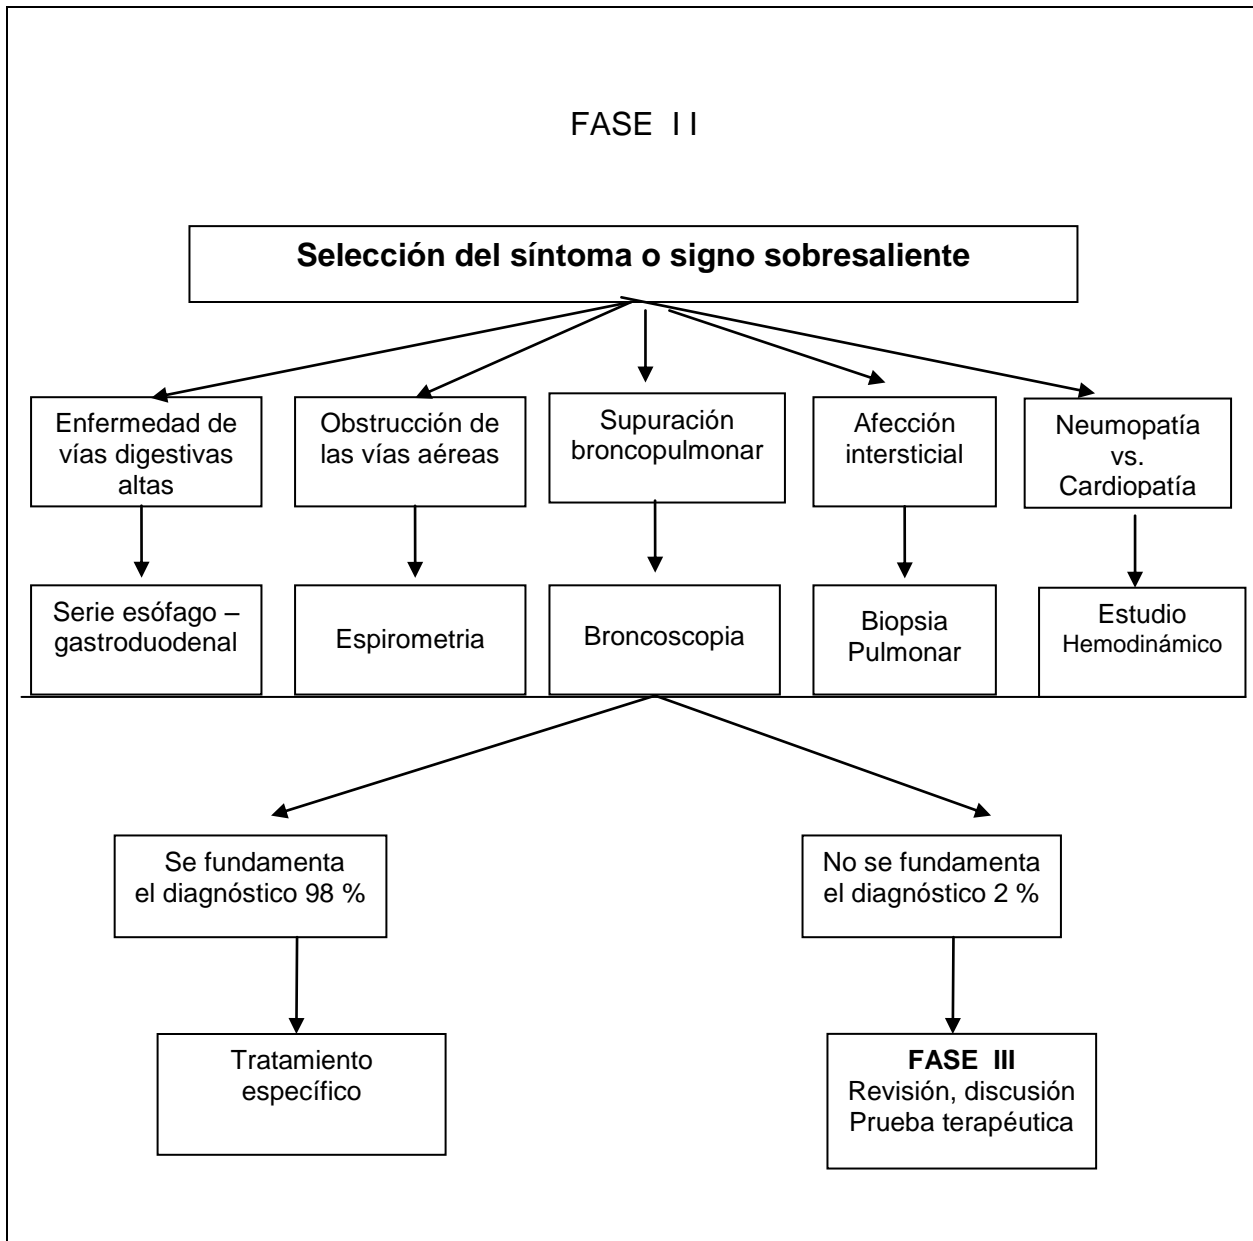 FASE I I
Selección del síntoma o signo sobresaliente
Enfermedad de
vías digestivas
altas
Obstrucción de
las vías aéreas
Supuración
broncopulmonar
Afección
intersticial
Neumopatía
vs.
Cardiopatía
Serie esófago –
gastroduodenal
Espirometria
Broncoscopia
Biopsia
Pulmonar
Estudio
Hemodinámico
Se fundamenta
el diagnóstico 98 %
No se fundamenta
el diagnóstico 2 %
Tratamiento
específico
FASE III
Revisión, discusión
Prueba terapéutica